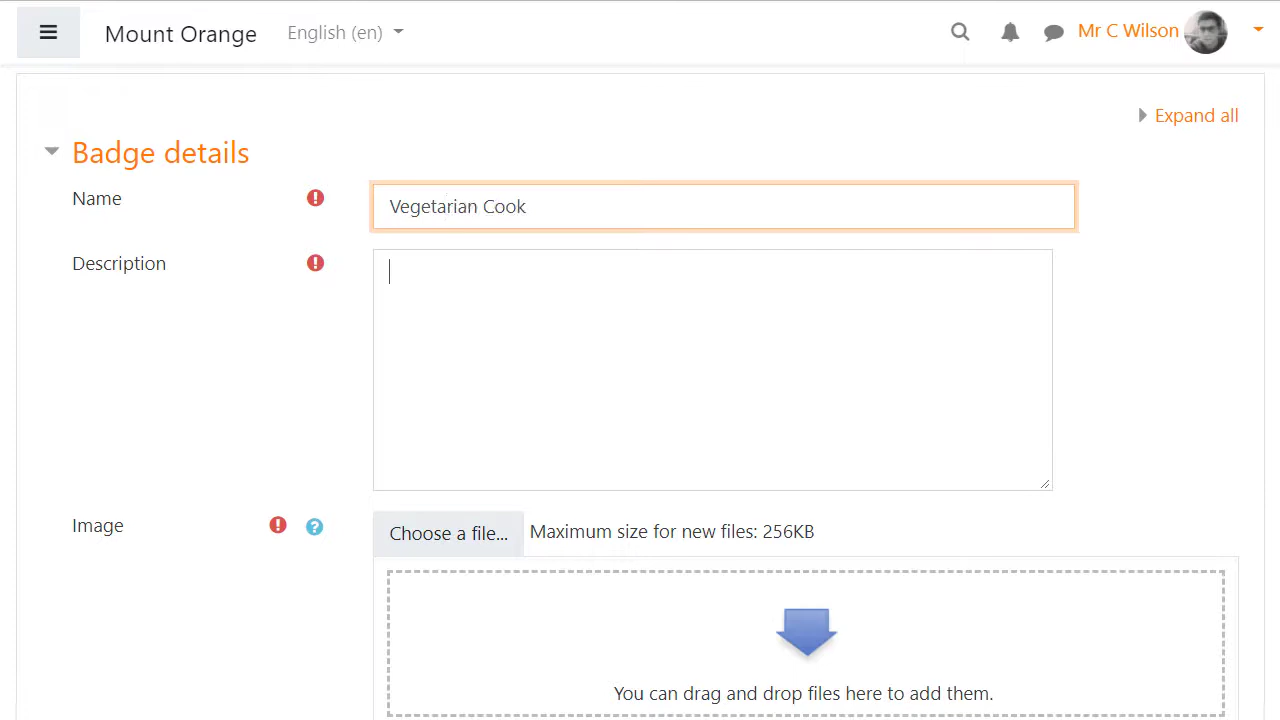 Mount Orange English (en) Mr C Wilson
Expand all
Badge details
Name Vegetarian Cook
Description
Image Choose a file... Maximum size for new files: 256KB
You can drag and drop files here to add them.